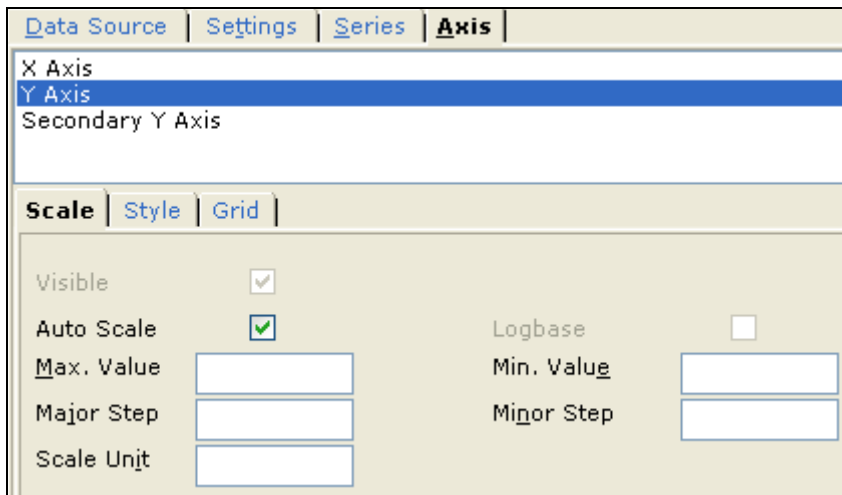 Data Source Settings Series Axis
X Axis
Y Axis
Secondary Y Axis
Scale Style Grid
Visible
Auto Scale Logbase
Max. Value Min. Value
Major Step Minor Step
Scale Unit